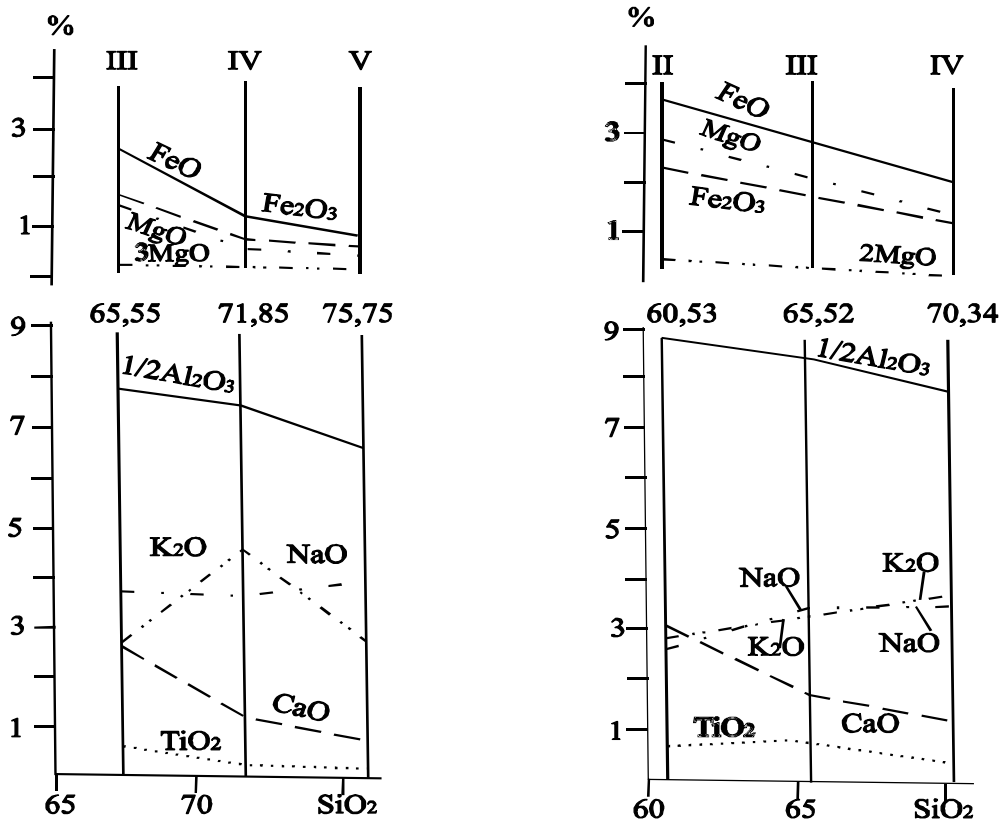 %
III IV V
3
FeO
Fe₂O₃
1
MgO
3MgO
65,55 71,85 75,75
9
1/2Al₂O₃
7
5
K₂O NaO
3
CaO
1
TiO₂
65 70 SiO₂
%
II III IV
FeO
3
MgO
Fe₂O₃
1
2MgO
60,53 65,52 70,34
9
1/2Al₂O₃
7
5
K₂O
NaO
3
K₂O
NaO
1
TiO₂
CaO
60 65 SiO₂